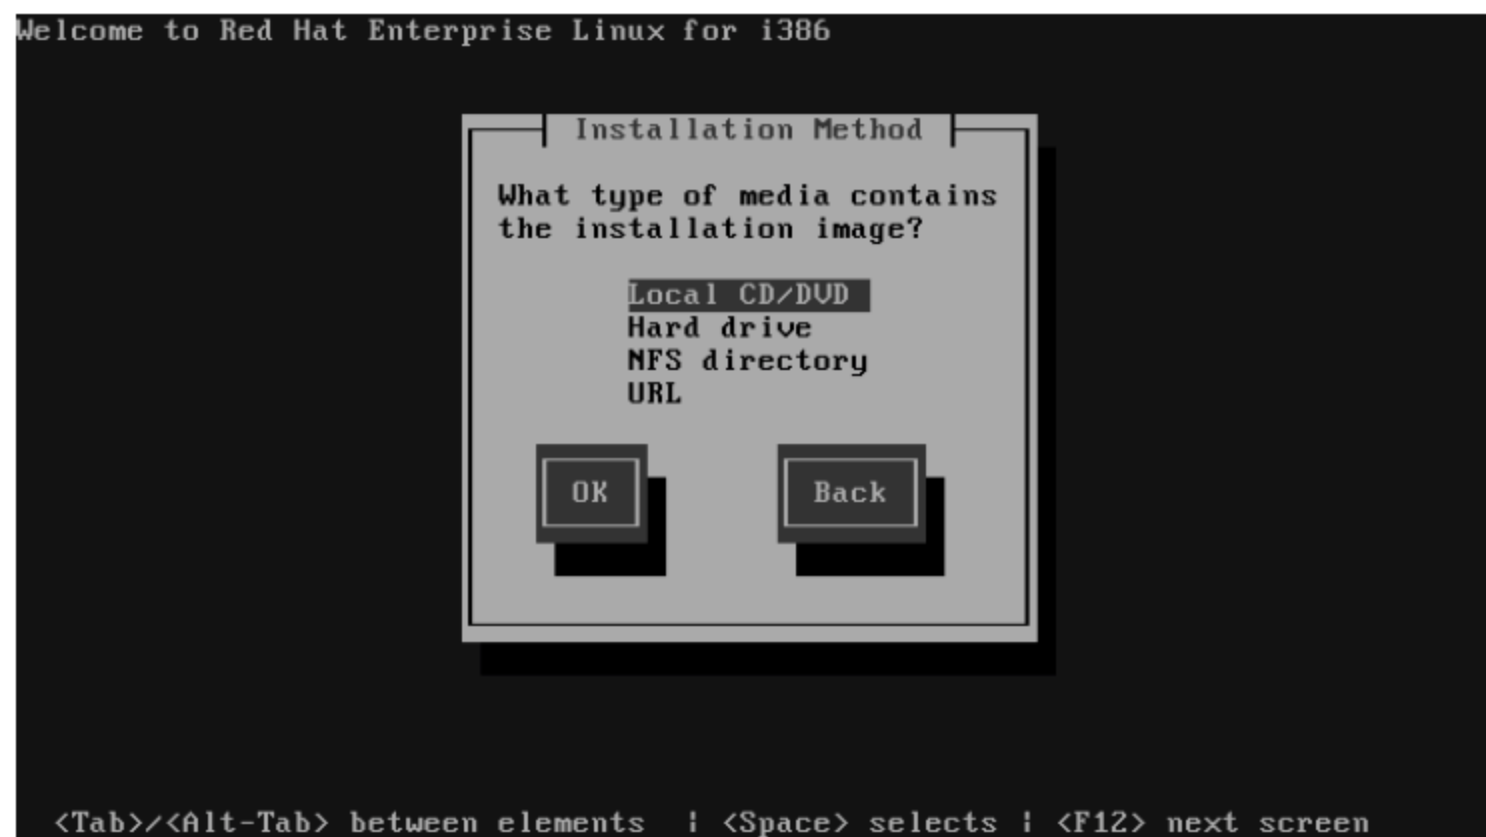 Welcome to Red Hat Enterprise Linux for i386
Installation Method
What type of media contains
the installation image?
Local CD/DVD
Hard drive
NFS directory
URL
OK Back
<Tab>/<Alt-Tab> between elements | <Space> selects | <F12> next screen